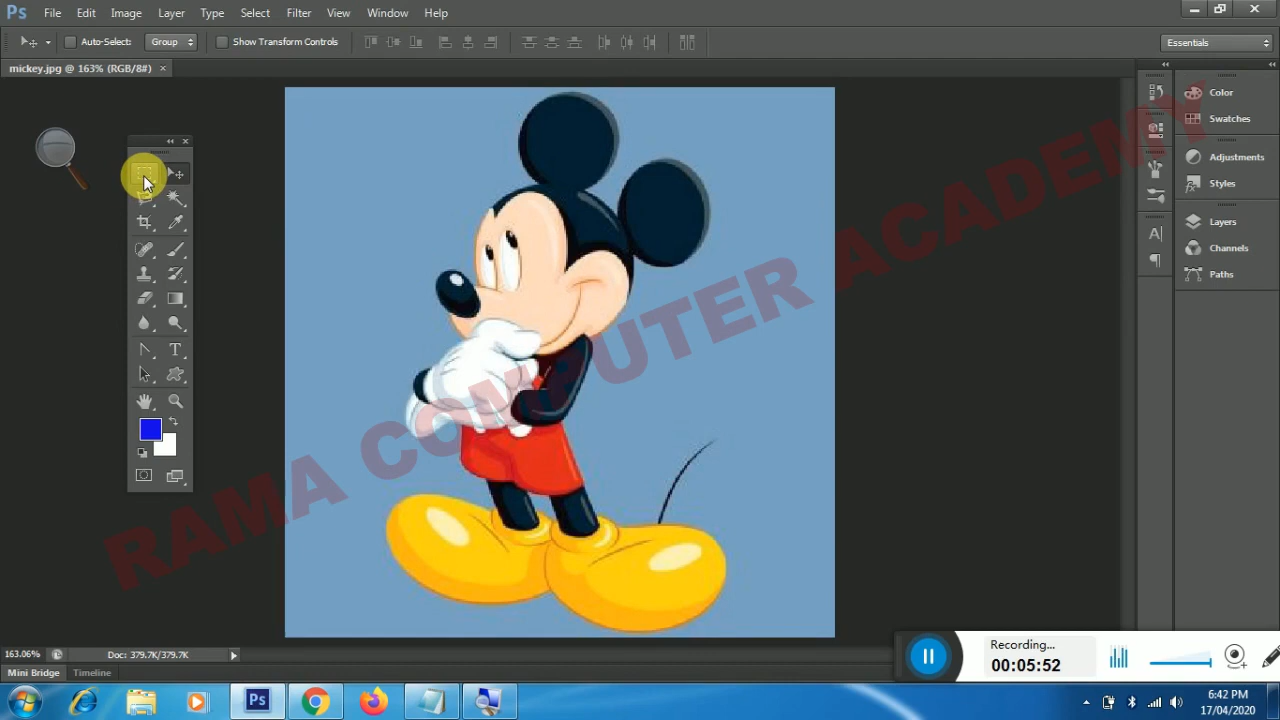 Ps File Edit Image Layer Type Select Filter View Window Help
Auto-Select: Group Show Transform Controls Essentials
mickey.jpg @ 163% (RGB/8#) ×
Color
Swatches
Adjustments
Styles
Layers
Channels
Paths
RAMA COMPUTER ACADEMY
163.06% Doc: 379.7K/379.7K
Mini Bridge Timeline
Recording...
00:05:52
Ps
6:42 PM
17/04/2020